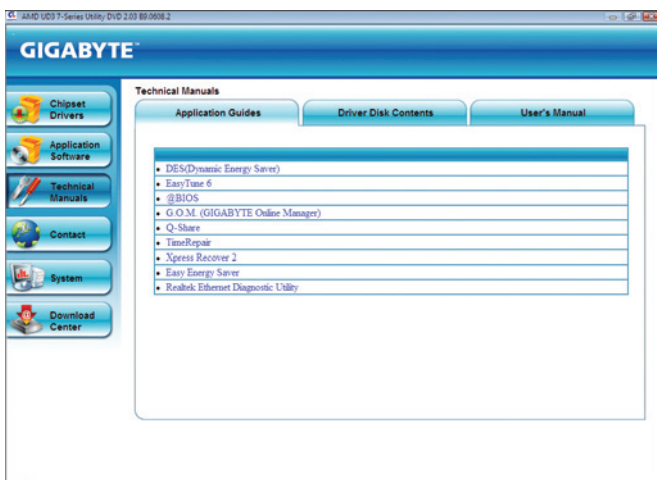 AMD UD3 7-Series Utility DVD 2.03 B9.0608.2
GIGABYTE™
Chipset
Drivers
Application
Software
Technical
Manuals
Contact
System
Download
Center
Technical Manuals
Application Guides
Driver Disk Contents
User's Manual
• DES(Dynamic Energy Saver)
• EasyTune 6
• @BIOS
• G.O.M. (GIGABYTE Online Manager)
• Q-Share
• TimeRepair
• Xpress Recover 2
• Easy Energy Saver
• Realtek Ethernet Diagnostic Utility